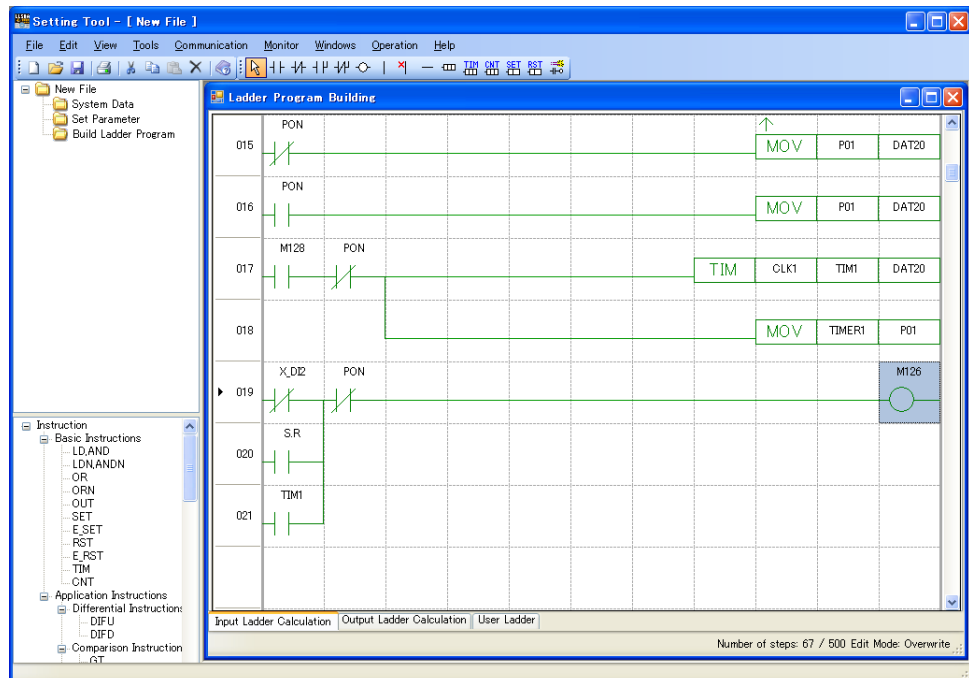 Setting Tool - [ New File ]
File Edit View Tools Communication Monitor Windows Operation Help
TIM CNT SET RST
New File
System Data
Set Parameter
Build Ladder Program
Ladder Program Building
PON
015 MOV P01 DAT20
PON
016 MOV P01 DAT20
M128 PON
017 TIM CLK1 TIM1 DAT20
018 MOV TIMER1 P01
X_DI2 PON M126
019
S.R
020
TIM1
021
Instruction
Basic Instructions
LD,AND
LDN,ANDN
OR
ORN
OUT
SET
E_SET
RST
E_RST
TIM
CNT
Application Instructions
Differential Instructions
DIFU
DIFD
Comparison Instruction
GT
Input Ladder Calculation Output Ladder Calculation User Ladder
Number of steps: 67 / 500 Edit Mode: Overwrite